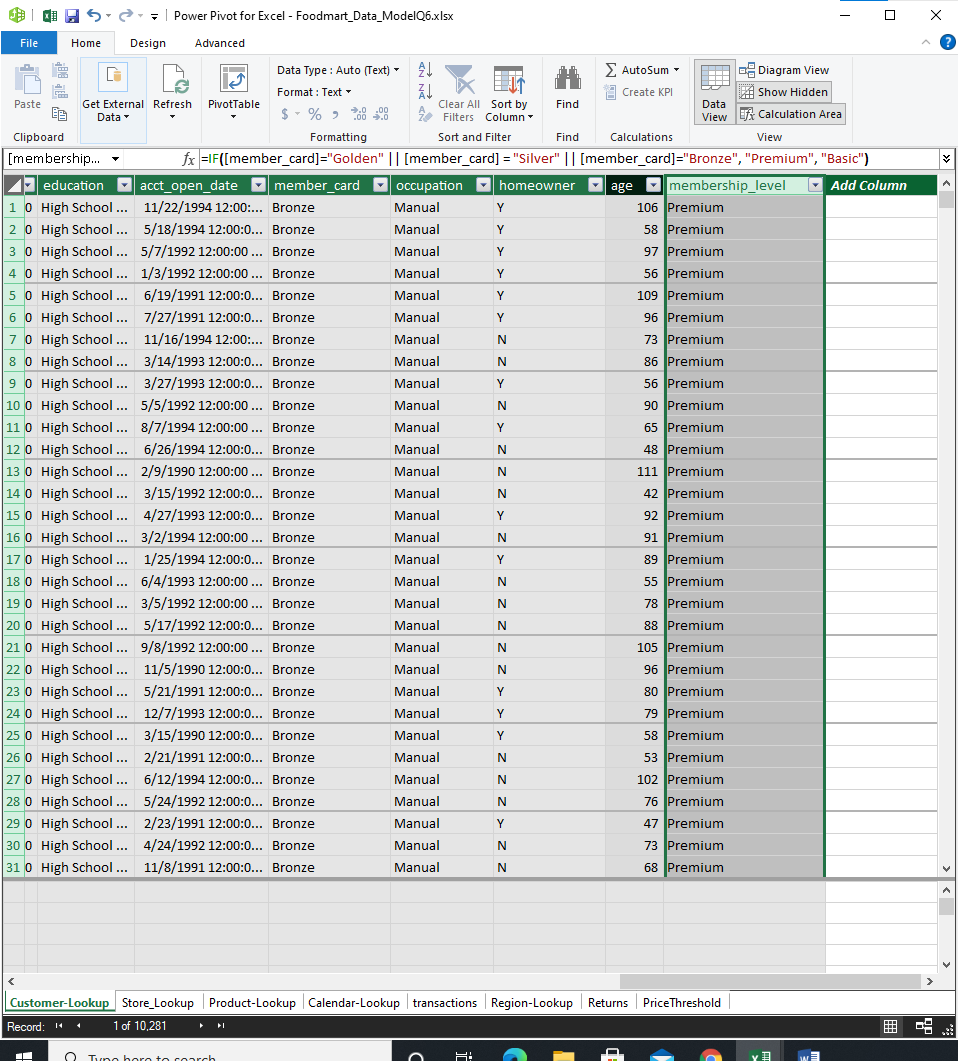 Power Pivot for Excel - Foodmart_Data_ModelQ6.xlsx
File Home Design Advanced
Paste
Clipboard
Get External Data
Refresh
PivotTable
Data Type : Auto (Text)
Format : Text
$ % , .00 .00
Formatting
Clear All Filters
Sort by Column
Sort and Filter
Find
Find
AutoSum
Create KPI
Calculations
Data View
Diagram View
Show Hidden
Calculation Area
View
[membership... fx =IF([member_card]="Golden" || [member_card] = "Silver" || [member_card]="Bronze", "Premium", "Basic")
education acct_open_date member_card occupation homeowner age membership_level Add Column
1 0 High School ... 11/22/1994 12:00:... Bronze Manual Y 106 Premium
2 0 High School ... 5/18/1994 12:00:0... Bronze Manual Y 58 Premium
3 0 High School ... 5/7/1992 12:00:00 ... Bronze Manual Y 97 Premium
4 0 High School ... 1/3/1992 12:00:00 ... Bronze Manual Y 56 Premium
5 0 High School ... 6/19/1991 12:00:0... Bronze Manual Y 109 Premium
6 0 High School ... 7/27/1991 12:00:0... Bronze Manual Y 96 Premium
7 0 High School ... 11/16/1994 12:00:... Bronze Manual N 73 Premium
8 0 High School ... 3/14/1993 12:00:0... Bronze Manual N 86 Premium
9 0 High School ... 3/27/1993 12:00:0... Bronze Manual Y 56 Premium
10 0 High School ... 5/5/1992 12:00:00 ... Bronze Manual N 90 Premium
11 0 High School ... 8/7/1994 12:00:00 ... Bronze Manual Y 65 Premium
12 0 High School ... 6/26/1994 12:00:0... Bronze Manual N 48 Premium
13 0 High School ... 2/9/1990 12:00:00 ... Bronze Manual N 111 Premium
14 0 High School ... 3/15/1992 12:00:0... Bronze Manual N 42 Premium
15 0 High School ... 4/27/1993 12:00:0... Bronze Manual Y 92 Premium
16 0 High School ... 3/2/1994 12:00:00 ... Bronze Manual N 91 Premium
17 0 High School ... 1/25/1994 12:00:0... Bronze Manual Y 89 Premium
18 0 High School ... 6/4/1993 12:00:00 ... Bronze Manual N 55 Premium
19 0 High School ... 3/5/1992 12:00:00 ... Bronze Manual N 78 Premium
20 0 High School ... 5/17/1992 12:00:0... Bronze Manual N 88 Premium
21 0 High School ... 9/8/1992 12:00:00 ... Bronze Manual N 105 Premium
22 0 High School ... 11/5/1990 12:00:0... Bronze Manual N 96 Premium
23 0 High School ... 5/21/1991 12:00:0... Bronze Manual Y 80 Premium
24 0 High School ... 12/7/1993 12:00:0... Bronze Manual Y 79 Premium
25 0 High School ... 3/15/1990 12:00:0... Bronze Manual Y 58 Premium
26 0 High School ... 2/21/1991 12:00:0... Bronze Manual N 53 Premium
27 0 High School ... 6/12/1994 12:00:0... Bronze Manual N 102 Premium
28 0 High School ... 5/24/1992 12:00:0... Bronze Manual N 76 Premium
29 0 High School ... 2/23/1991 12:00:0... Bronze Manual Y 47 Premium
30 0 High School ... 4/24/1992 12:00:0... Bronze Manual N 73 Premium
31 0 High School ... 11/8/1991 12:00:0... Bronze Manual N 68 Premium
Customer-Lookup Store_Lookup Product-Lookup Calendar-Lookup transactions Region-Lookup Returns PriceThreshold
Record: 1 of 10,281
Type here to search